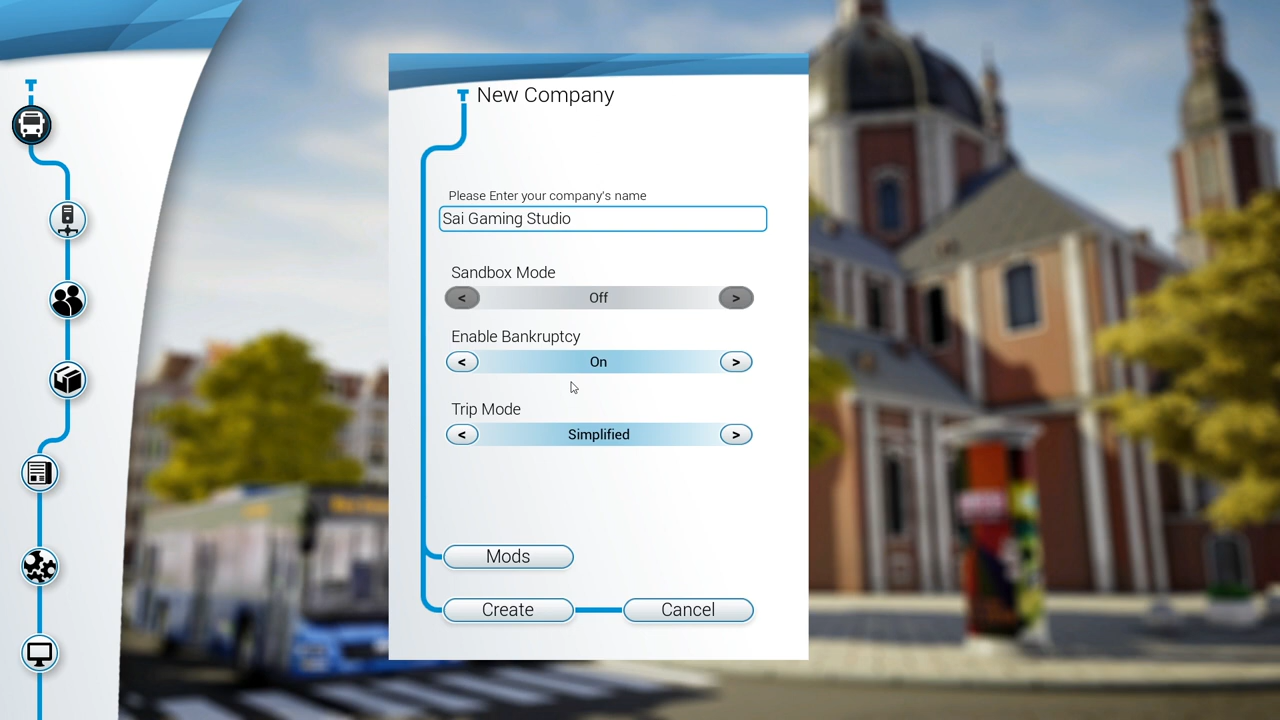 New Company
Please Enter your company's name
Sai Gaming Studio
Sandbox Mode
< Off >
Enable Bankruptcy
< On >
Trip Mode
< Simplified >
Mods
Create Cancel